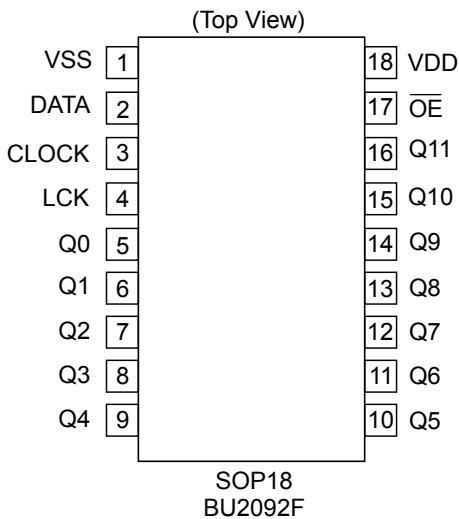 (Top View)
VSS 1 18 VDD
DATA 2 17 O̅E̅
CLOCK 3 16 Q11
LCK 4 15 Q10
Q0 5 14 Q9
Q1 6 13 Q8
Q2 7 12 Q7
Q3 8 11 Q6
Q4 9 10 Q5
SOP18
BU2092F